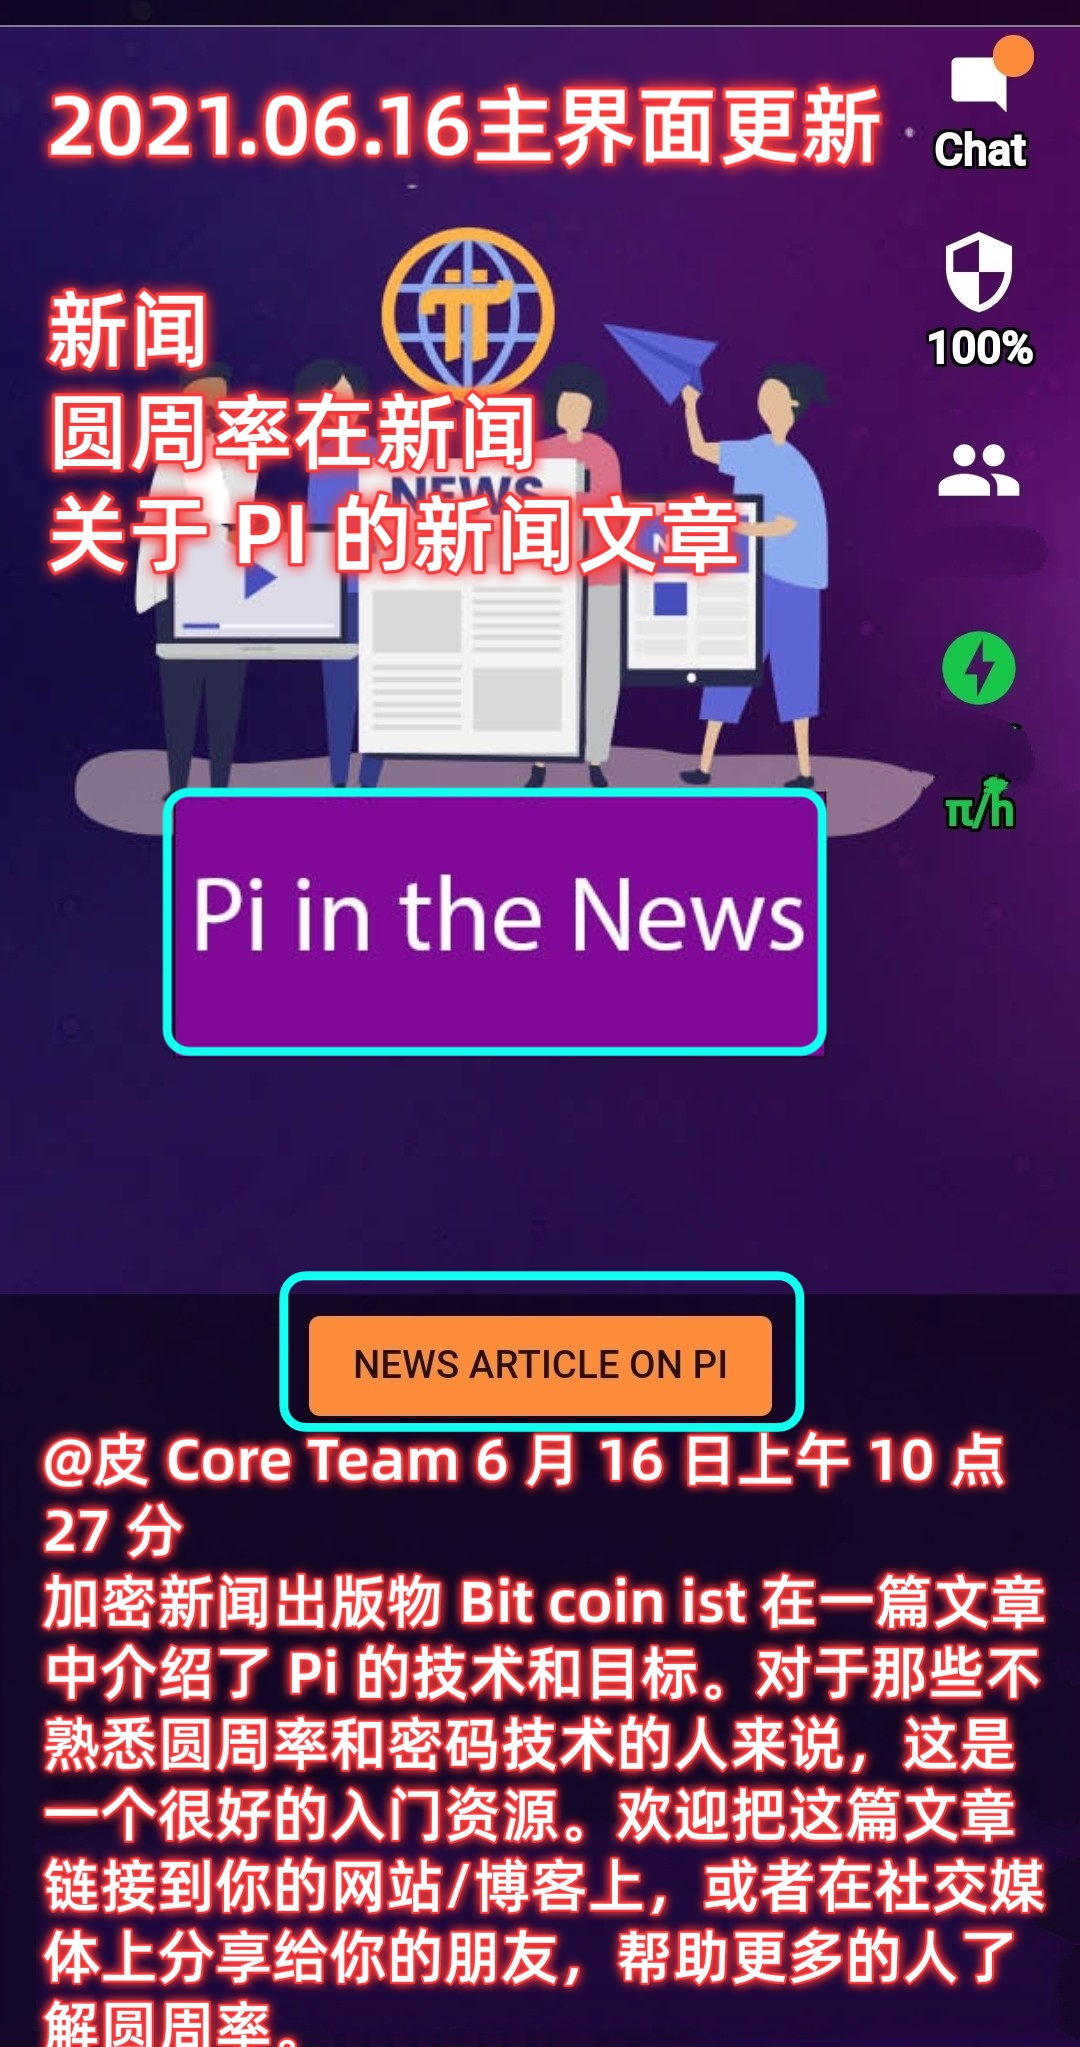 2021.06.16主界面更新
Chat
新闻
100%
圆周率在新闻
NEWS
关于 PI 的新闻文章
π/h
Pi in the News
NEWS ARTICLE ON PI
@皮 Core Team 6 月 16 日上午 10 点
27 分
加密新闻出版物 Bit coin ist 在一篇文章
中介绍了 Pi 的技术和目标。对于那些不
熟悉圆周率和密码技术的人来说，这是
一个很好的入门资源。欢迎把这篇文章
链接到你的网站/博客上，或者在社交媒
体上分享给你的朋友，帮助更多的人了
解圆周率。